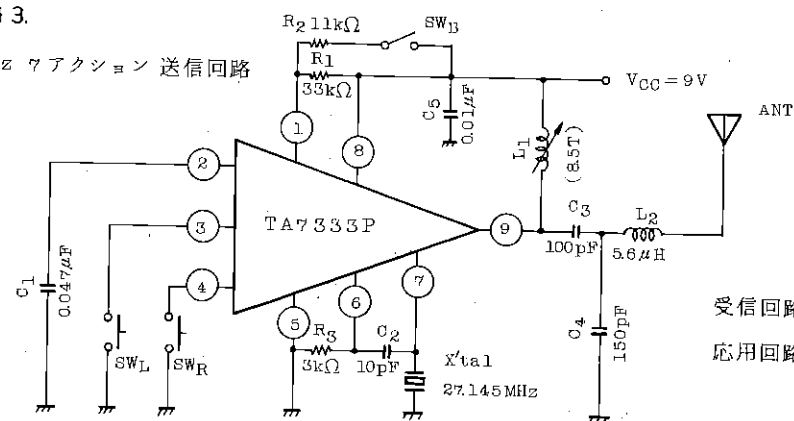 3.
Z 7アクション 送信回路
R2 11kΩ
SWB
R1
33kΩ
C5
0.01μF
VCC=9V
ANT
L1
(8.5T)
1
2
8
3
TA7333P
9
C3
100pF
L2
5.6μH
C1
0.047μF
4
7
6
5
R3
3kΩ
C2
10pF
X'tal
27.145MHz
C4
150pF
SWL
SWR
受信回路
応用回路